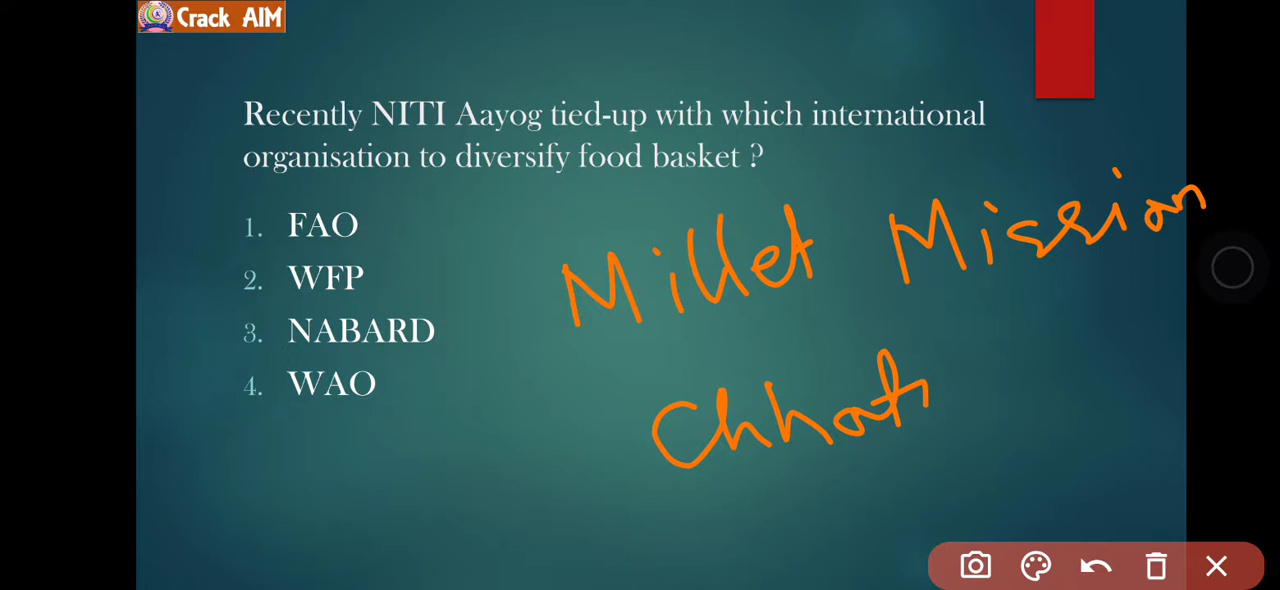 Crack AIM
Recently NITI Aayog tied-up with which international
organisation to diversify food basket ?
1. FAO
2. WFP
3. NABARD
4. WAO
Millet Mission
Chhati